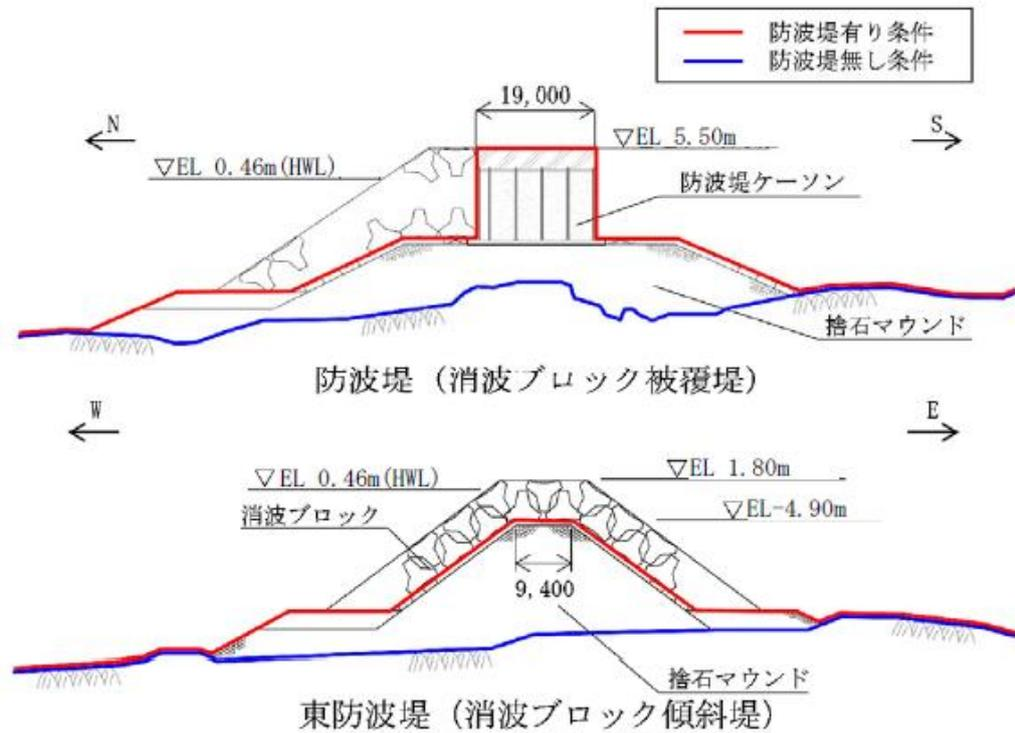 防波堤有り条件
防波堤無し条件
19,000
N
S
▽EL 0.46m(HWL)
▽EL 5.50m
防波堤ケーソン
捨石マウンド
防波堤（消波ブロック被覆堤）
W
E
▽EL 0.46m(HWL)
▽EL 1.80m
消波ブロック
▽EL-4.90m
9,400
捨石マウンド
東防波堤（消波ブロック傾斜堤）